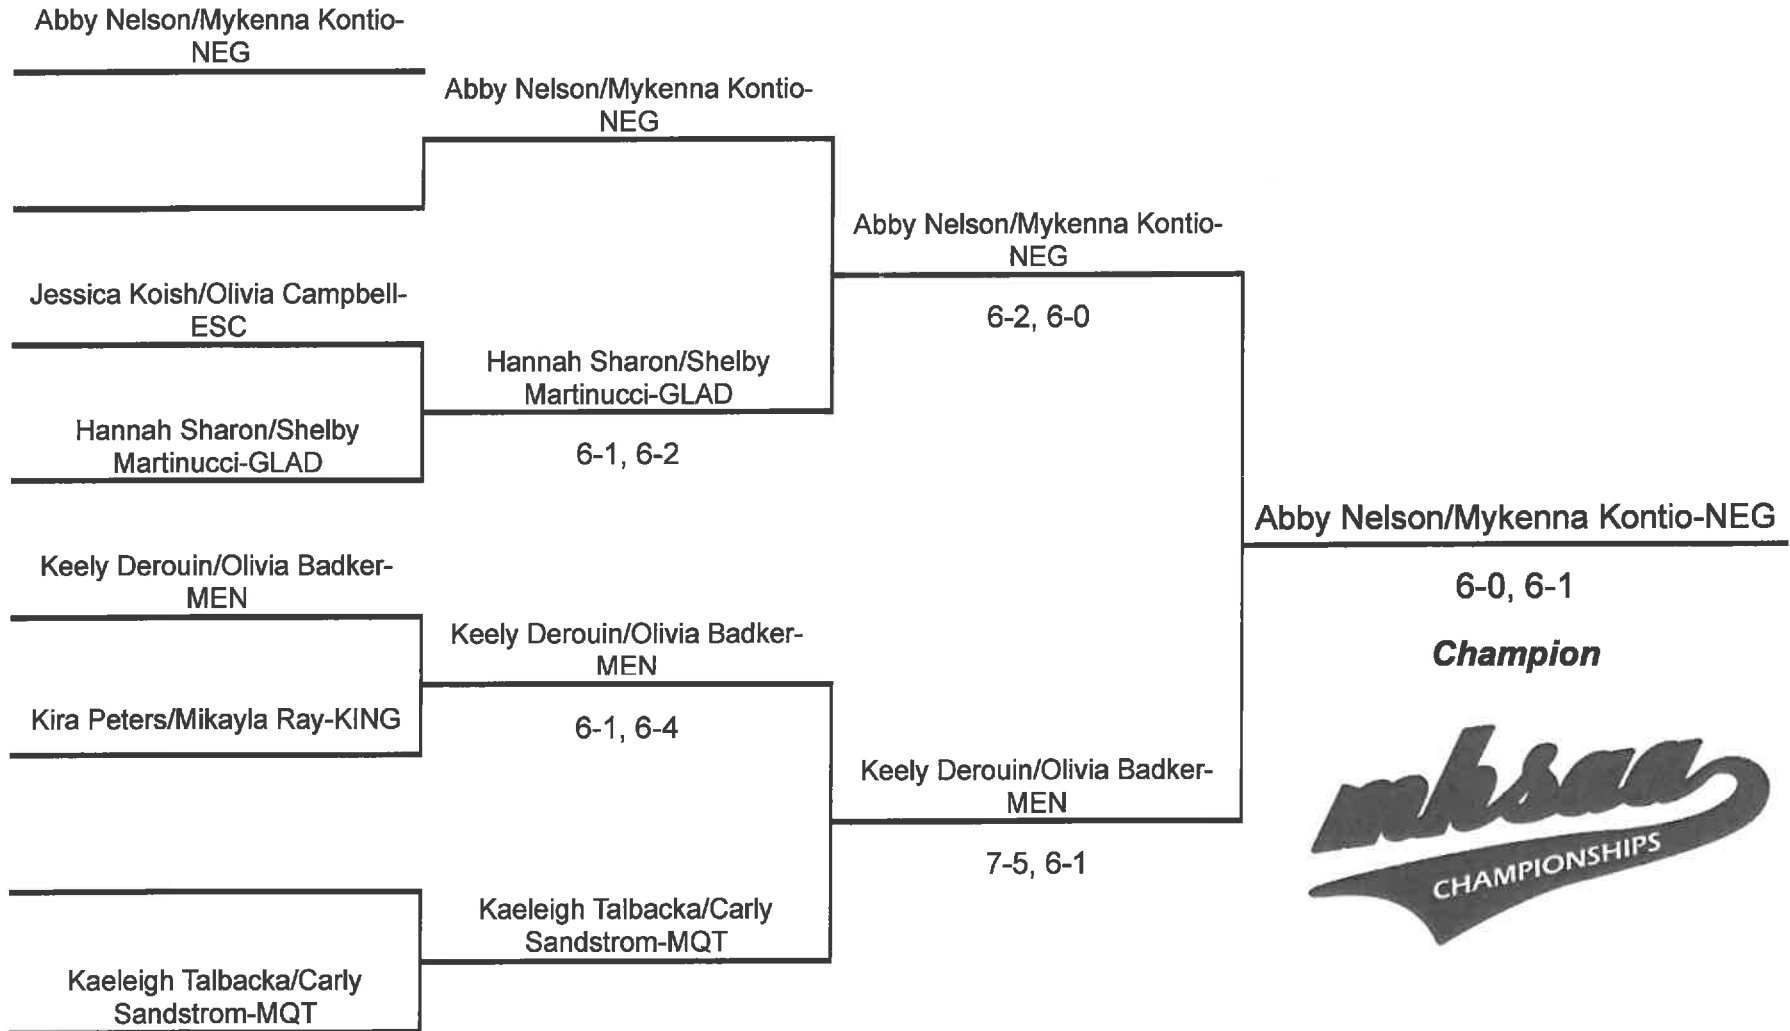 Abby Nelson/Mykenna Kontio-
NEG
Jessica Koish/Olivia Campbell-
ESC
Hannah Sharon/Shelby
Martinucci-GLAD
Keely Derouin/Olivia Badker-
MEN
Kira Peters/Mikayla Ray-KING
Kaeleigh Talbacka/Carly
Sandstrom-MQT
Abby Nelson/Mykenna Kontio-
NEG
Hannah Sharon/Shelby
Martinucci-GLAD
6-1, 6-2
Keely Derouin/Olivia Badker-
MEN
6-1, 6-4
Kaeleigh Talbacka/Carly
Sandstrom-MQT
Abby Nelson/Mykenna Kontio-
NEG
6-2, 6-0
Keely Derouin/Olivia Badker-
MEN
7-5, 6-1
Abby Nelson/Mykenna Kontio-NEG
6-0, 6-1
Champion
mhsaa
CHAMPIONSHIPS